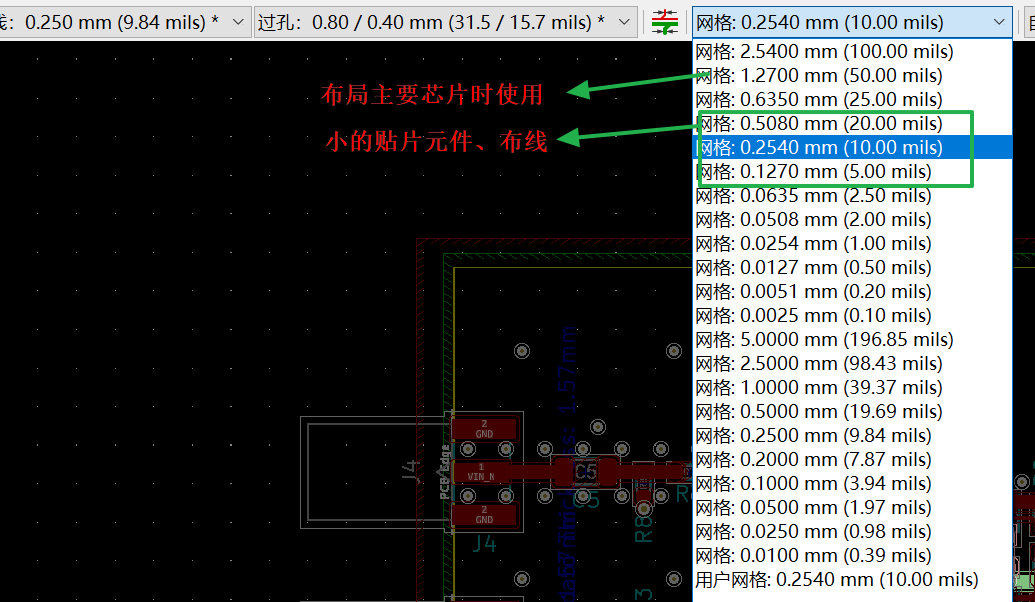 线：0.250 mm (9.84 mils) *
过孔：0.80 / 0.40 mm (31.5 / 15.7 mils) *
网格: 0.2540 mm (10.00 mils)
网格: 2.5400 mm (100.00 mils)
网格: 1.2700 mm (50.00 mils)
网格: 0.6350 mm (25.00 mils)
网格: 0.5080 mm (20.00 mils)
网格: 0.2540 mm (10.00 mils)
网格: 0.1270 mm (5.00 mils)
网格: 0.0635 mm (2.50 mils)
网格: 0.0508 mm (2.00 mils)
网格: 0.0254 mm (1.00 mils)
网格: 0.0127 mm (0.50 mils)
网格: 0.0051 mm (0.20 mils)
网格: 0.0025 mm (0.10 mils)
网格: 5.0000 mm (196.85 mils)
网格: 2.5000 mm (98.43 mils)
网格: 1.0000 mm (39.37 mils)
网格: 0.5000 mm (19.69 mils)
网格: 0.2500 mm (9.84 mils)
网格: 0.2000 mm (7.87 mils)
网格: 0.1000 mm (3.94 mils)
网格: 0.0500 mm (1.97 mils)
网格: 0.0250 mm (0.98 mils)
网格: 0.0100 mm (0.39 mils)
用户网格: 0.2540 mm (10.00 mils)
布局主要芯片时使用
小的贴片元件、布线
1.57mm
2
GND
J4
PCB Edge
1
VIN_N
C5
C5
2
GND
J4
R8